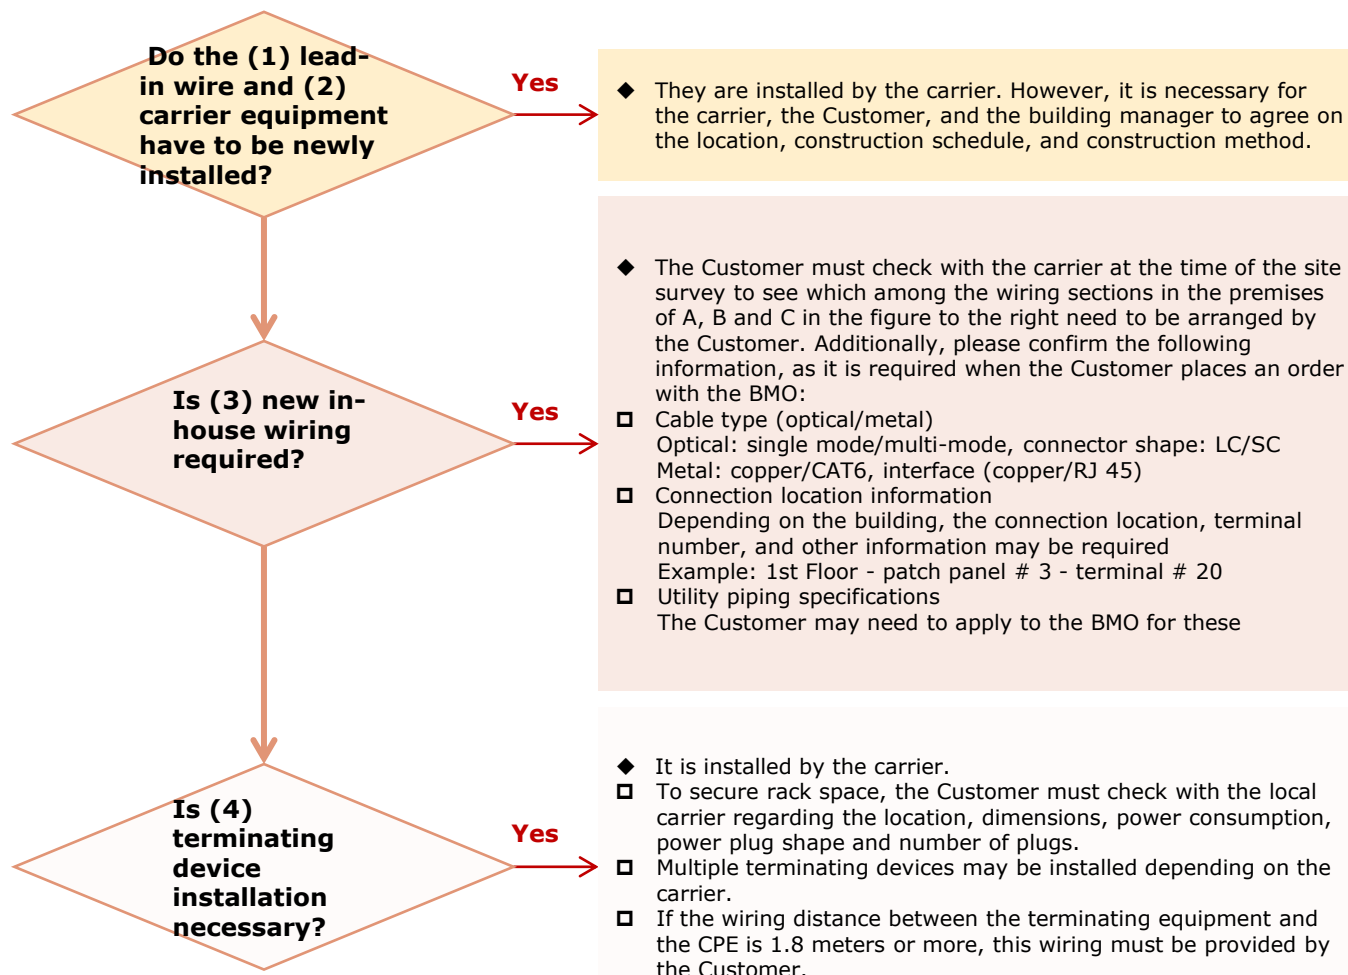 Do the (1) lead-
in wire and (2)
carrier equipment
have to be newly
installed?
Yes
◆ They are installed by the carrier. However, it is necessary for
the carrier, the Customer, and the building manager to agree on
the location, construction schedule, and construction method.
Is (3) new in-
house wiring
required?
Yes
◆ The Customer must check with the carrier at the time of the site
survey to see which among the wiring sections in the premises
of A, B and C in the figure to the right need to be arranged by
the Customer. Additionally, please confirm the following
information, as it is required when the Customer places an order
with the BMO:
Cable type (optical/metal)
Optical: single mode/multi-mode, connector shape: LC/SC
Metal: copper/CAT6, interface (copper/RJ 45)
Connection location information
Depending on the building, the connection location, terminal
number, and other information may be required
Example: 1st Floor - patch panel # 3 - terminal # 20
Utility piping specifications
The Customer may need to apply to the BMO for these
Is (4)
terminating
device
installation
necessary?
Yes
◆ It is installed by the carrier.
To secure rack space, the Customer must check with the local
carrier regarding the location, dimensions, power consumption,
power plug shape and number of plugs.
Multiple terminating devices may be installed depending on the
carrier.
If the wiring distance between the terminating equipment and
the CPE is 1.8 meters or more, this wiring must be provided by
the Customer.